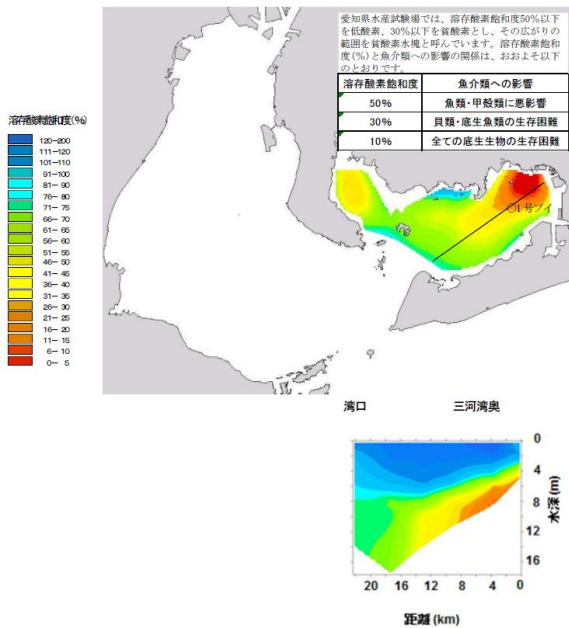 愛知県水産試験場では、溶存酸素飽和度50%以下
を低酸素、30%以下を貧酸素とし、その広がりの
範囲を貧酸素水塊と呼んでいます。溶存酸素飽和
度(%)と魚介類への影響の関係は、おおよそ以下
のとおりです。
溶存酸素飽和度 魚介類への影響
50% 魚類・甲殻類に悪影響
30% 貝類・底生魚類の生存困難
10% 全ての底生生物の生存困難
溶存酸素飽和度(%)
120-200
111-120
101-110
91-100
81- 90
76- 80
71- 75
66- 70
61- 65
56- 60
51- 55
46- 50
41- 45
36- 40
31- 35
26- 30
21- 25
16- 20
11- 15
6- 10
0- 5
○1号ブイ
湾口 三河湾奥
0
4
8
12
16
水深(m)
20 16 12 8 4 0
距離(km)